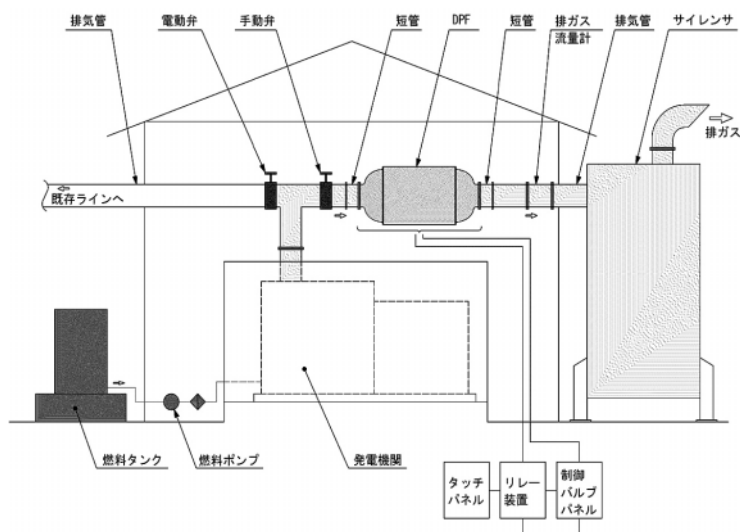 排気管
電動弁
手動弁
短管
DPF
短管
排ガス
流量計
排気管
サイレンサ
排ガス
既存ラインへ
燃料タンク
燃料ポンプ
発電機関
タッチ
パネル
リレー
装置
制御
バルブ
パネル